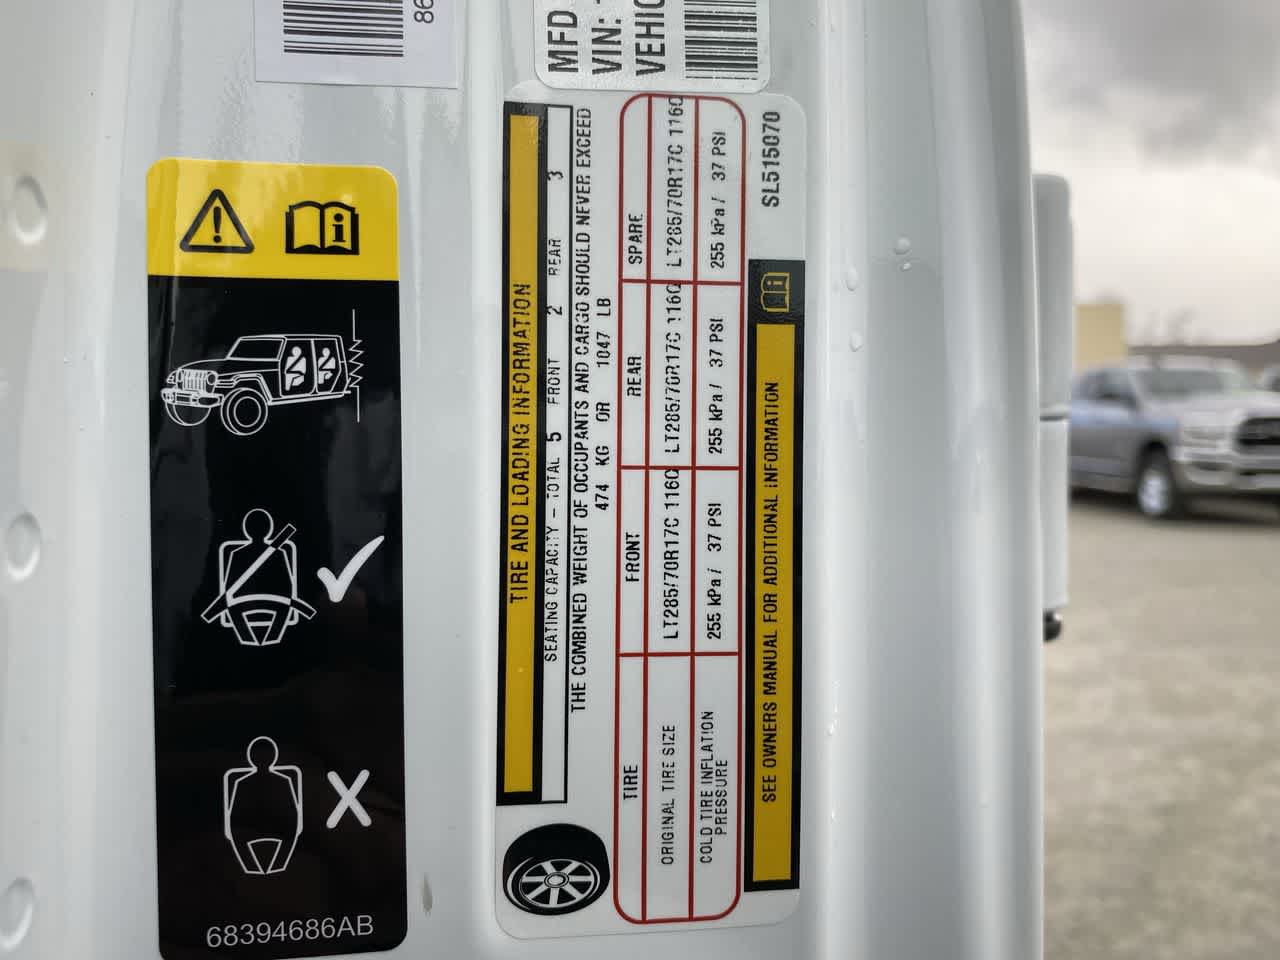 86
MFD
VIN:
VEHIC
TIRE AND LOADING INFORMATION
SEATING CAPACITY - TOTAL 5 FRONT 2 REAR 3
THE COMBINED WEIGHT OF OCCUPANTS AND CARGO SHOULD NEVER EXCEED
474 KG OR 1047 LB
TIRE FRONT REAR SPARE
ORIGINAL TIRE SIZE LT285/70R17C 116Q LT285/70R17C 116Q LT285/70R17C 116Q
COLD TIRE INFLATION
PRESSURE 255 kPa / 37 PSI 255 kPa / 37 PSI 255 kPa / 37 PSI
SEE OWNERS MANUAL FOR ADDITIONAL INFORMATION
SL515070
68394686AB